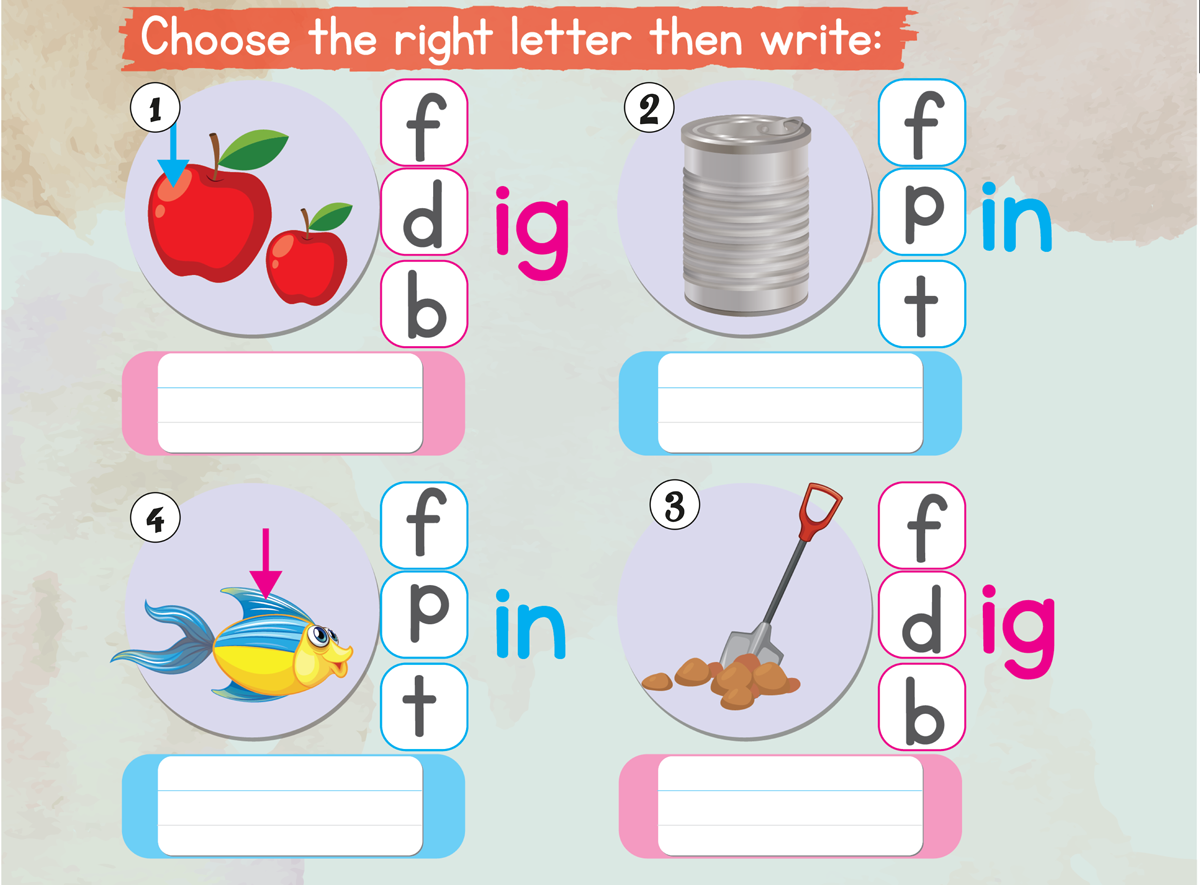 Choose the right letter then write:
1
f
d ig
b
2
f
p in
t
4
f
p in
t
3
f
d ig
b